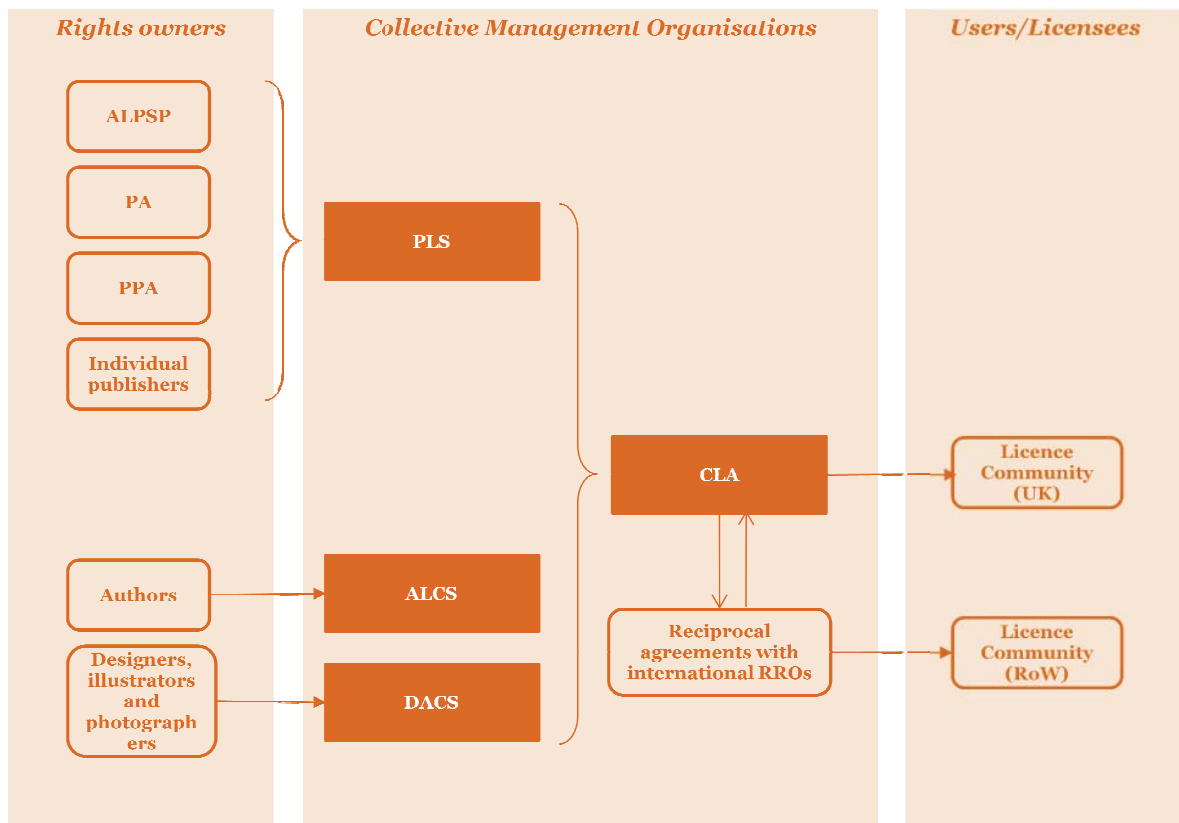 Rights owners
Collective Management Organisations
Users/Licensees
ALPSP
PA
PPA
Individual
publishers
PLS
CLA
Licence
Community
(UK)
Authors
ALCS
Designers,
illustrators
and
photograph
ers
DACS
Reciprocal
agreements with
international RROs
Licence
Community
(RoW)